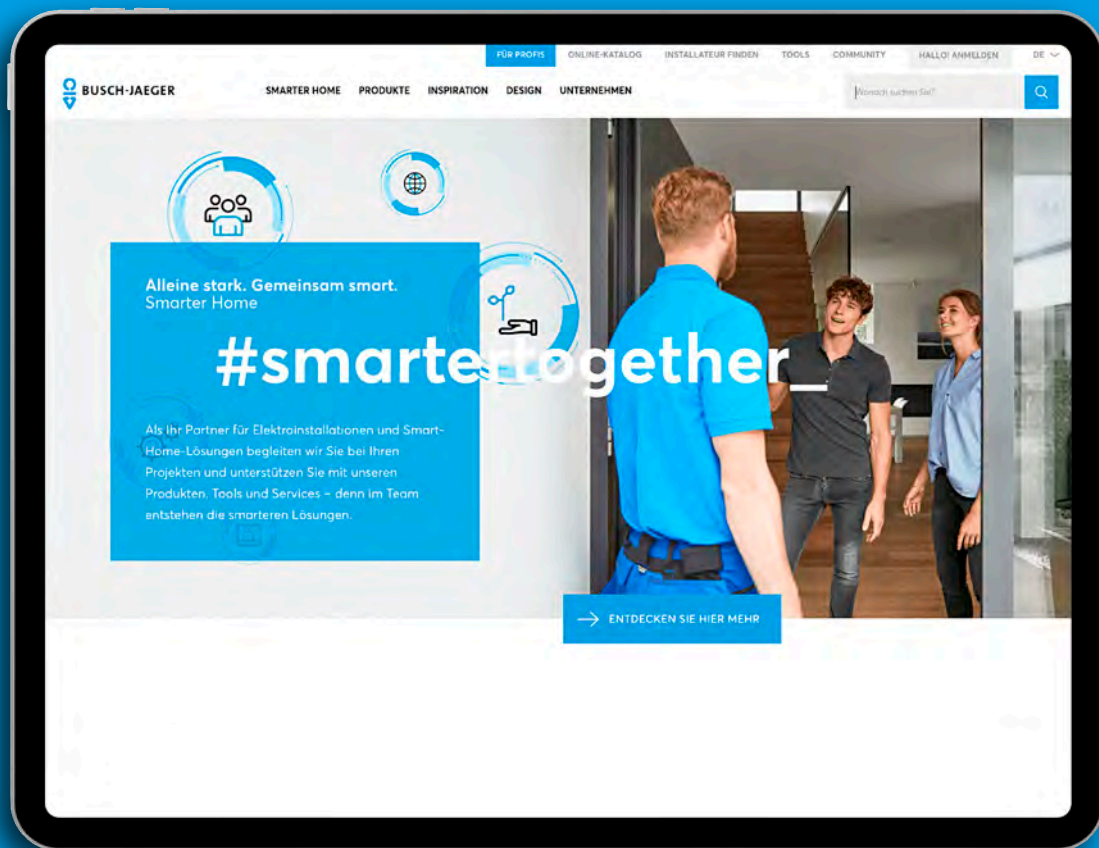 FÜR PROFIS ONLINE-KATALOG INSTALLATEUR FINDEN TOOLS COMMUNITY HALLO! ANMELDEN DE
BUSCH-JAEGER SMARTER HOME PRODUKTE INSPIRATION DESIGN UNTERNEHMEN Wonach suchen Sie?
Alleine stark. Gemeinsam smart.
Smarter Home
#smartertogether_
Als Ihr Partner für Elektroinstallationen und Smart-
Home-Lösungen begleiten wir Sie bei Ihren
Projekten und unterstützen Sie mit unseren
Produkten, Tools und Services – denn im Team
entstehen die smarteren Lösungen.
ENTDECKEN SIE HIER MEHR